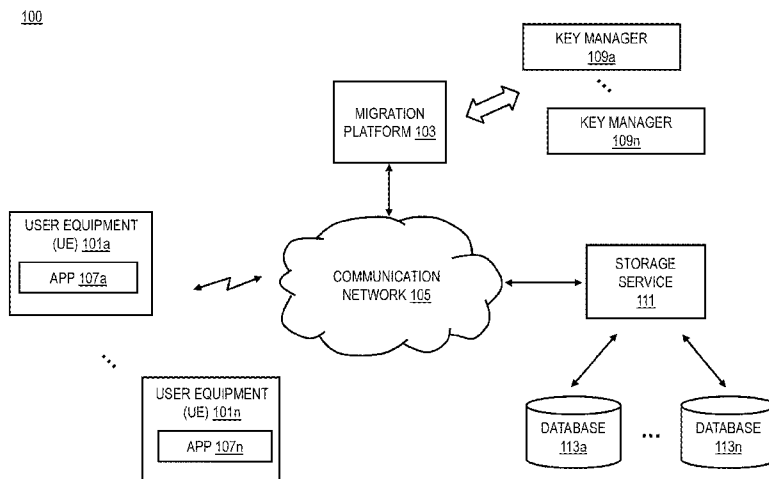 100
KEY MANAGER
109a
...
KEY MANAGER
109n
MIGRATION
PLATFORM 103
USER EQUIPMENT
(UE) 101a
APP 107a
COMMUNICATION
NETWORK 105
STORAGE
SERVICE
111
...
USER EQUIPMENT
(UE) 101n
APP 107n
DATABASE
113a
...
DATABASE
113n